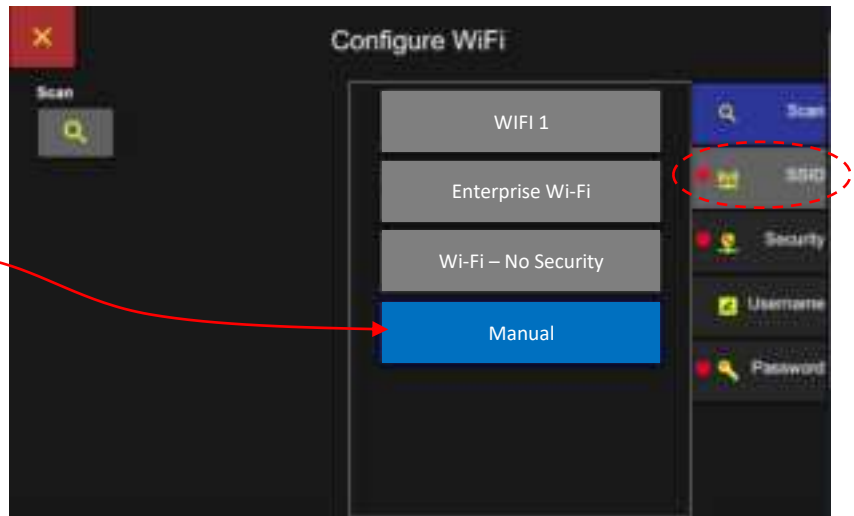 Configure WiFi
Scan
WIFI 1
Enterprise Wi-Fi
Wi-Fi – No Security
Manual
Scan
SSID
Security
Username
Password